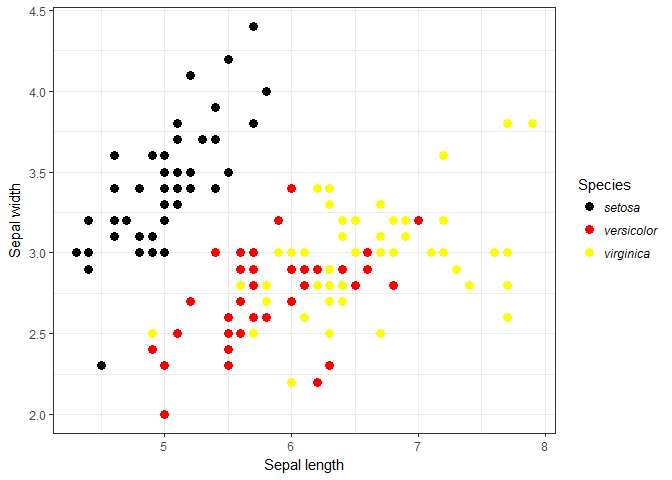 4.5
4.0
3.5
3.0
2.5
2.0
Sepal width
5 6 7 8
Sepal length
Species
setosa
versicolor
virginica